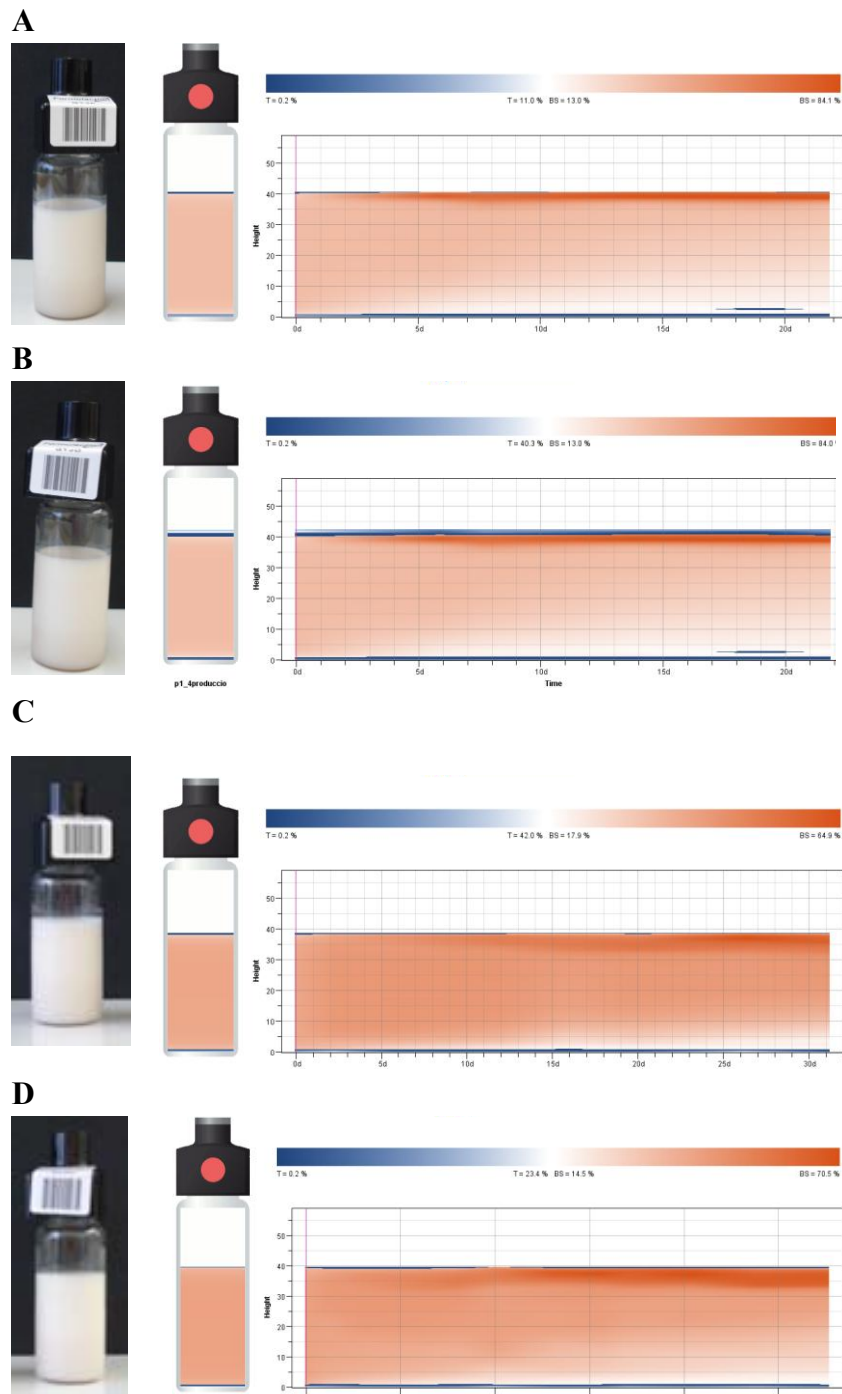 A
T = 0.2 % T = 11.0 % BS = 13.0 % BS = 84.1 %
50
40
30
20
10
0
Height
0d 5d 10d 15d 20d
B
T = 0.2 % T = 40.3 % BS = 13.0 % BS = 84.0
50
40
30
20
10
0
Height
0d 5d 10d 15d 20d
p1_4produccio Time
C
T = 0.2 % T = 42.0 % BS = 17.9 % BS = 64.9 %
50
40
30
20
10
0
Height
0d 5d 10d 15d 20d 25d 30d
D
T = 0.2 % T = 23.4 % BS = 14.5 % BS = 70.5 %
50
40
30
20
10
0
Height